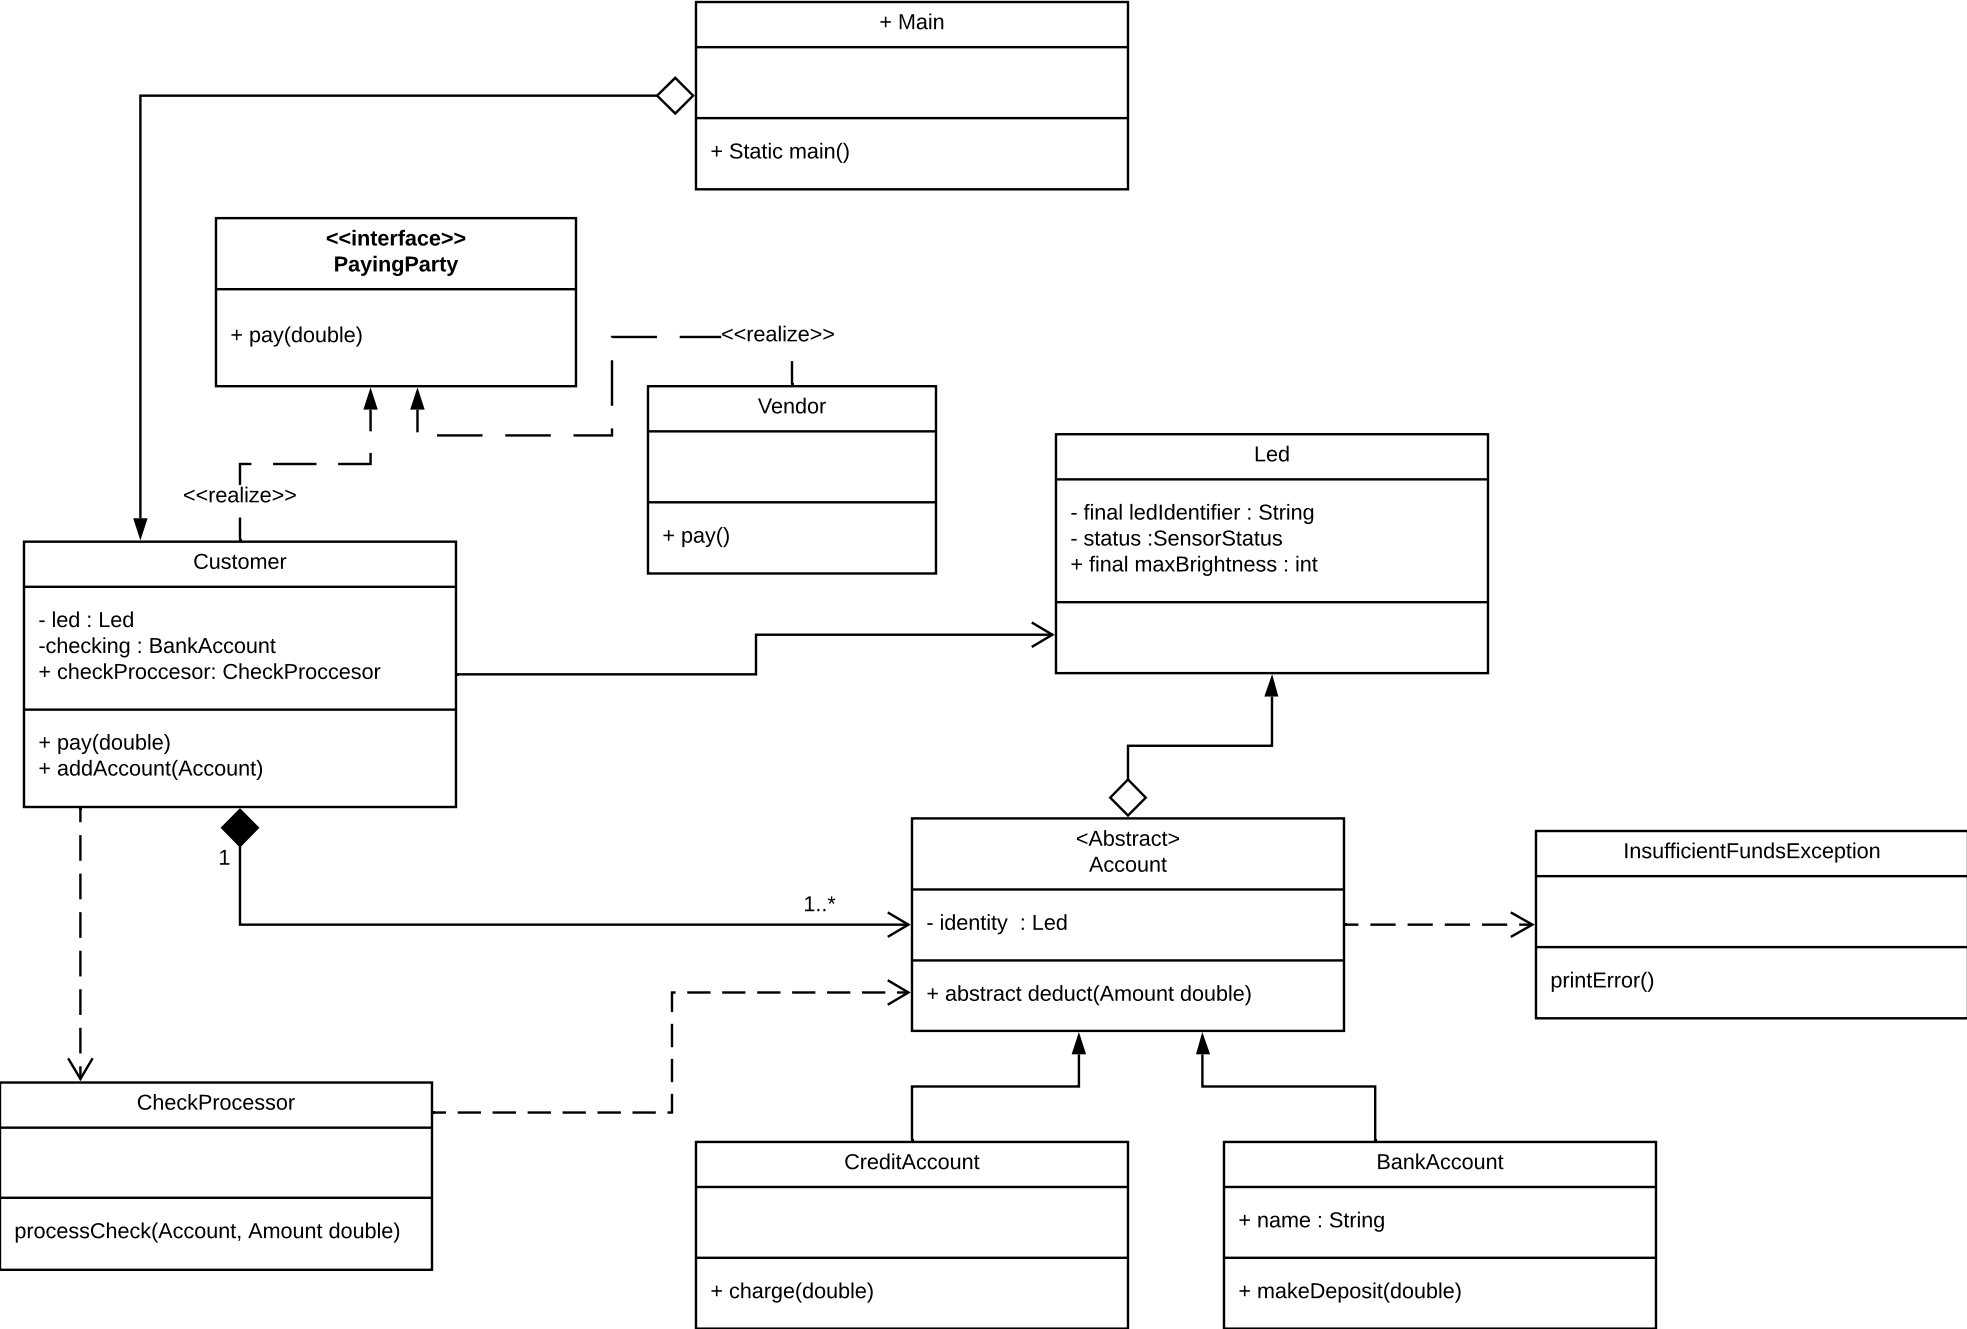 + Main
+ Static main()
<<interface>>
PayingParty
+ pay(double)
<<realize>>
Vendor
+ pay()
<<realize>>
Led
- final ledIdentifier : String
- status :SensorStatus
+ final maxBrightness : int
Customer
- led : Led
-checking : BankAccount
+ checkProccesor: CheckProccesor
+ pay(double)
+ addAccount(Account)
1
1..*
<Abstract>
Account
- identity  : Led
+ abstract deduct(Amount double)
InsufficientFundsException
printError()
CheckProcessor
processCheck(Account, Amount double)
CreditAccount
+ charge(double)
BankAccount
+ name : String
+ makeDeposit(double)